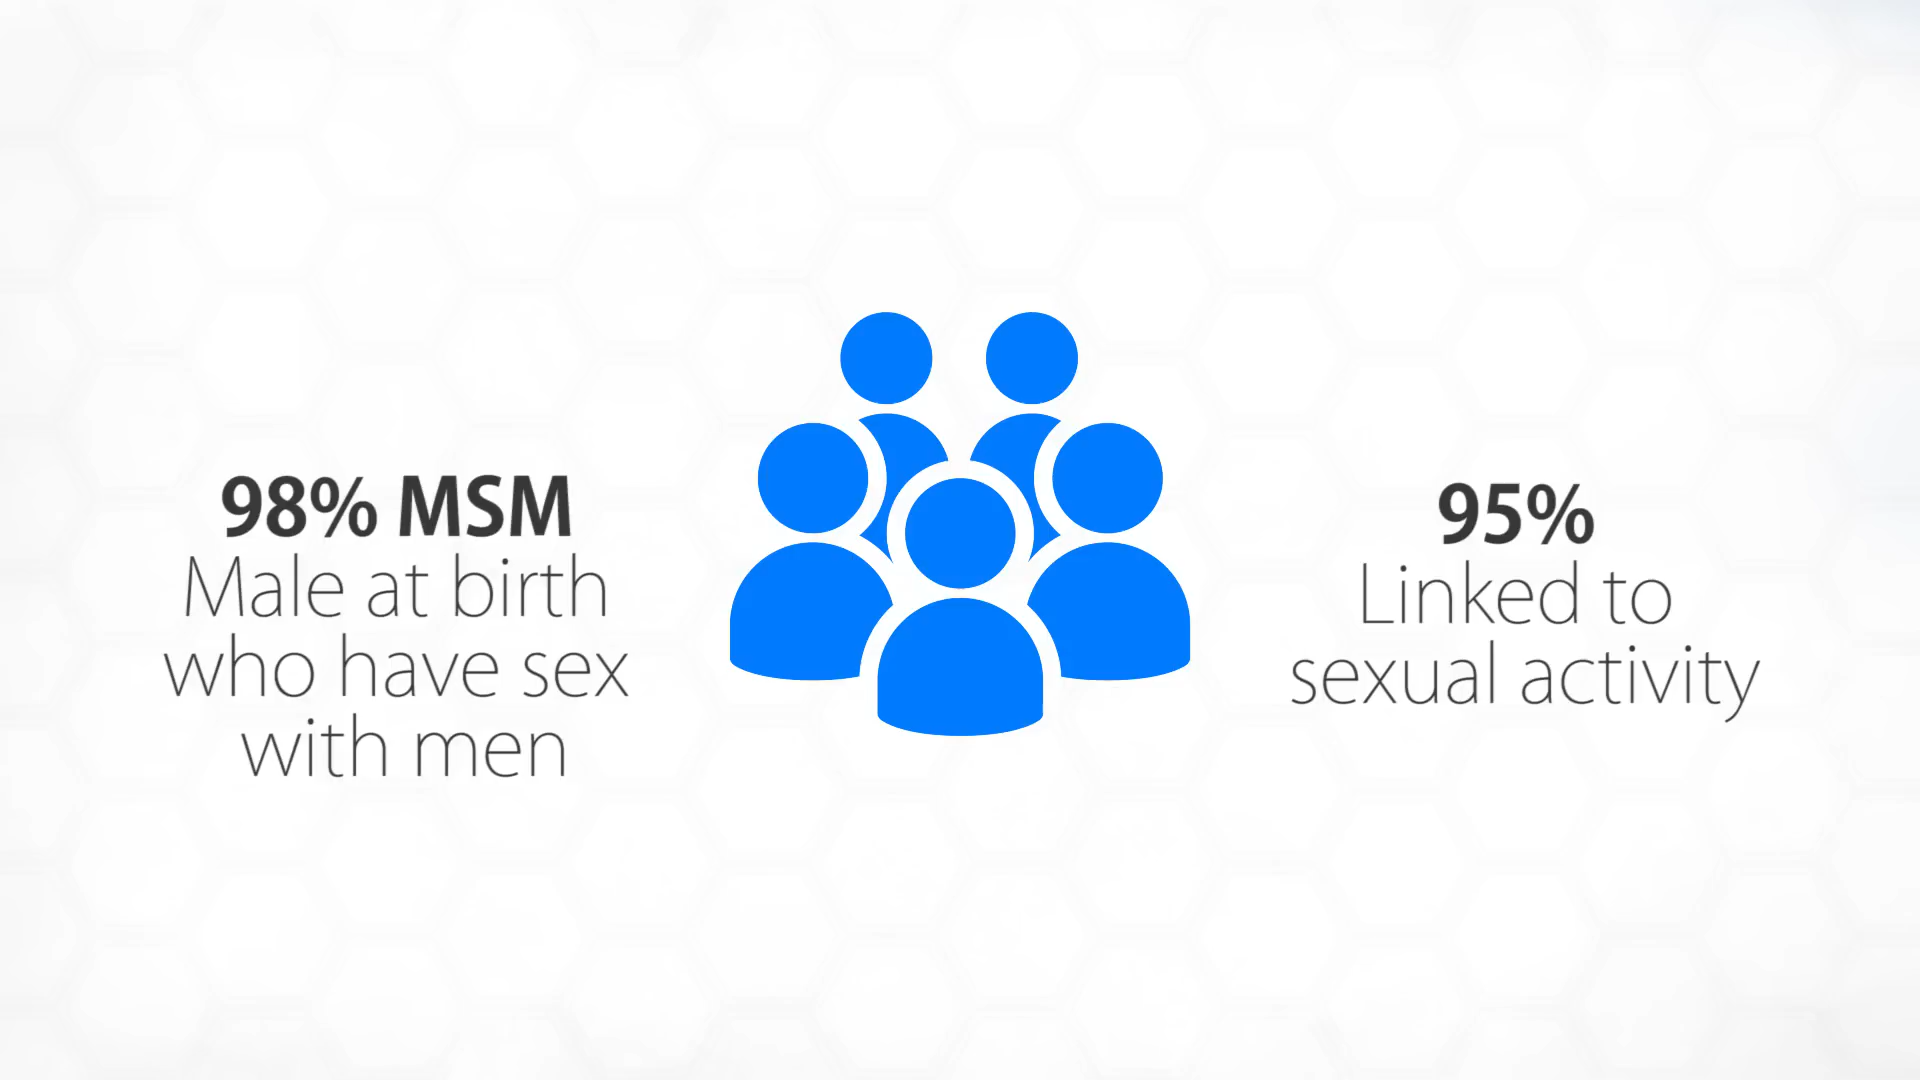 98% MSM
Male at birth
who have sex
with men
95%
Linked to
sexual activity